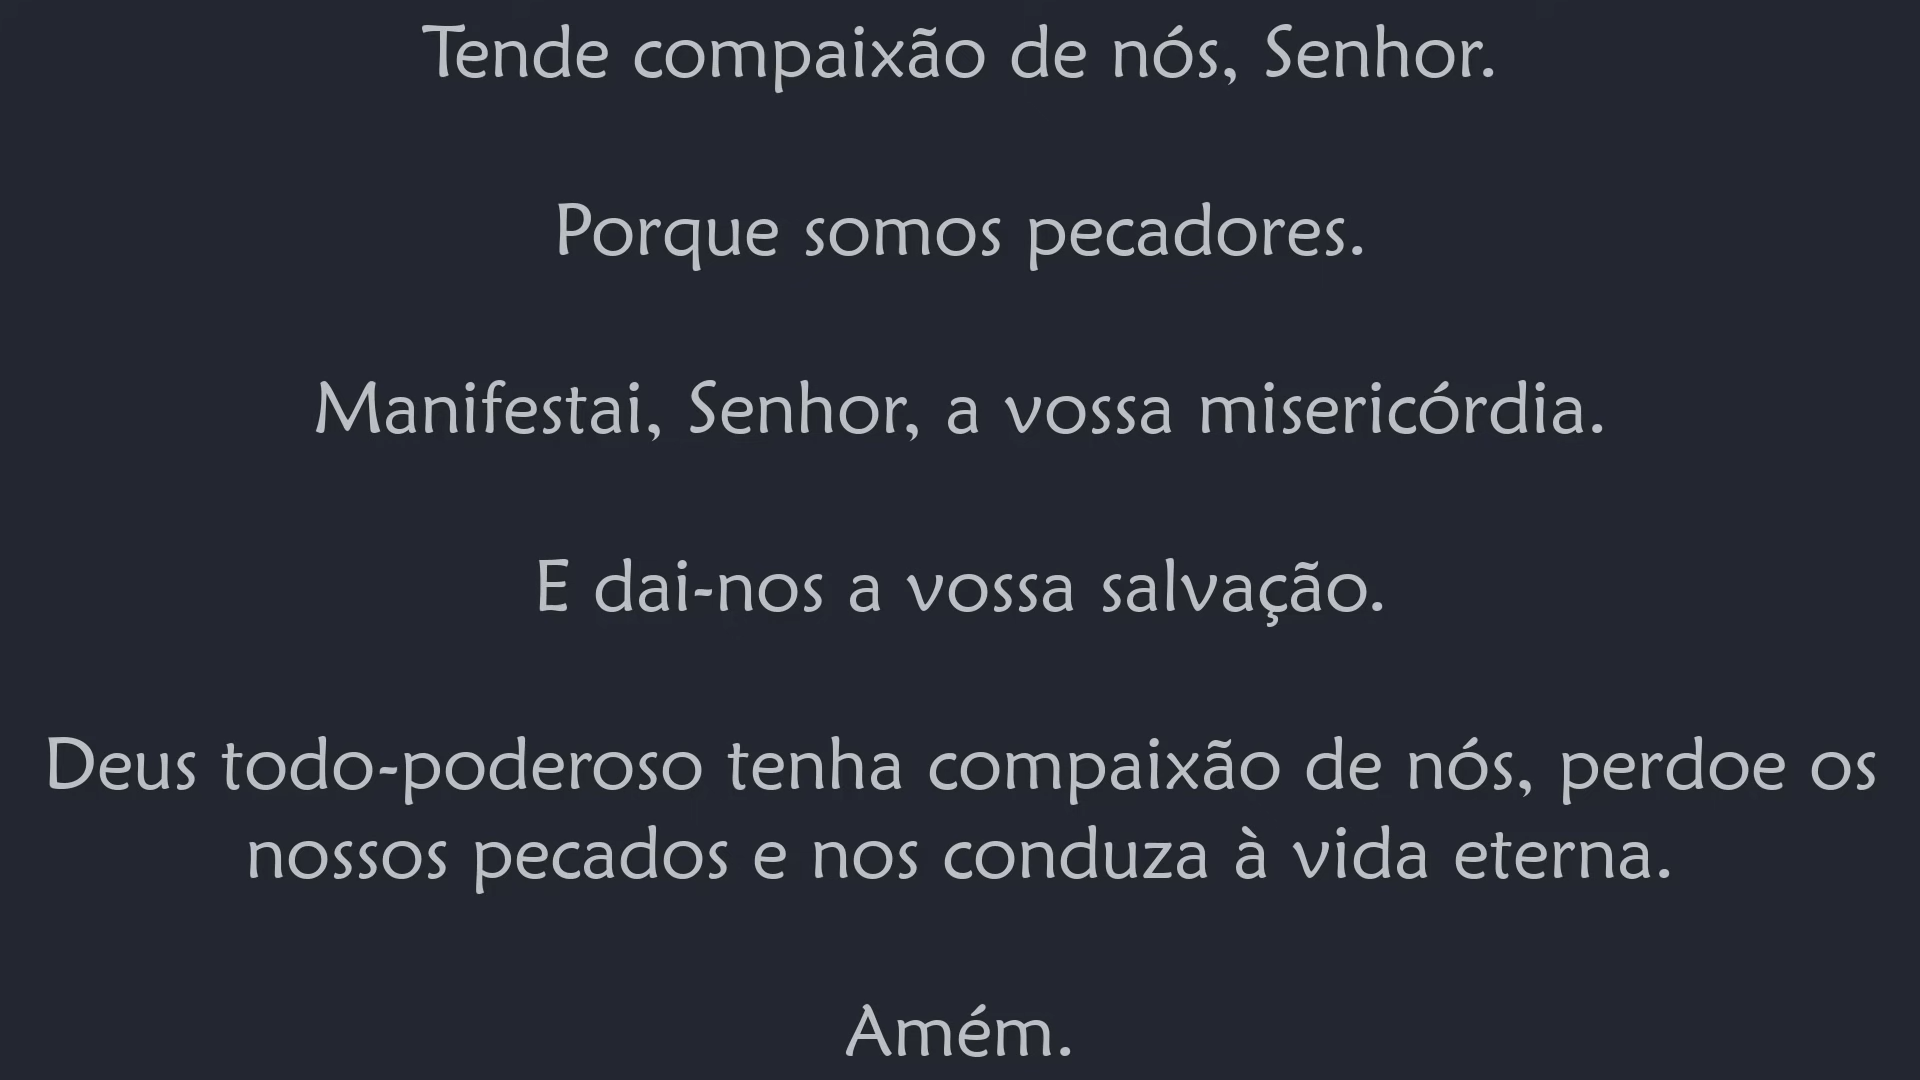 Tende compaixão de nós, Senhor.
Porque somos pecadores.
Manifestai, Senhor, a vossa misericórdia.
E dai-nos a vossa salvação.
Deus todo-poderoso tenha compaixão de nós, perdoe os
nossos pecados e nos conduza à vida eterna.
Amém.